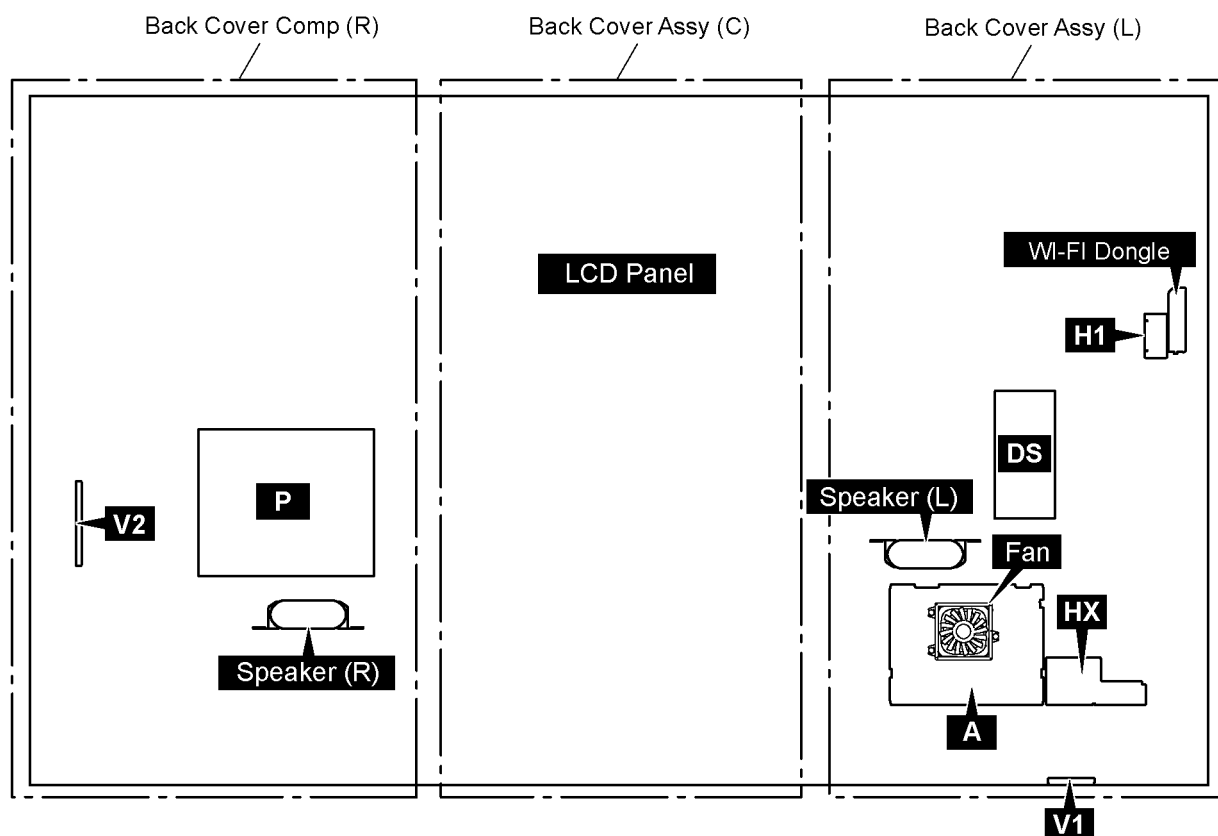 Back Cover Comp (R)
Back Cover Assy (C)
Back Cover Assy (L)
WI-FI Dongle
LCD Panel
H1
DS
P
Speaker (L)
V2
Fan
HX
Speaker (R)
A
V1